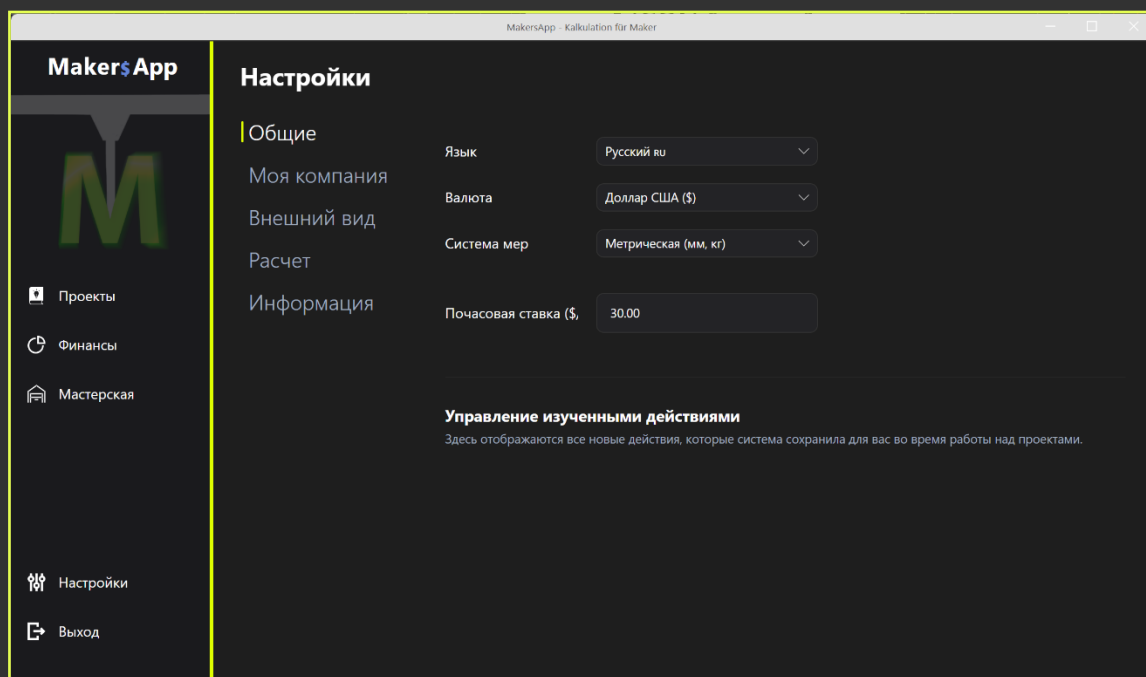 MakersApp - Kalkulation für Maker
Maker$App
M
Проекты
Финансы
Мастерская
Настройки
Выход
Настройки
Общие
Моя компания
Внешний вид
Расчет
Информация
Язык
Русский RU
Валюта
Доллар США ($)
Система мер
Метрическая (мм, кг)
Почасовая ставка ($,
30.00
Управление изученными действиями
Здесь отображаются все новые действия, которые система сохранила для вас во время работы над проектами.